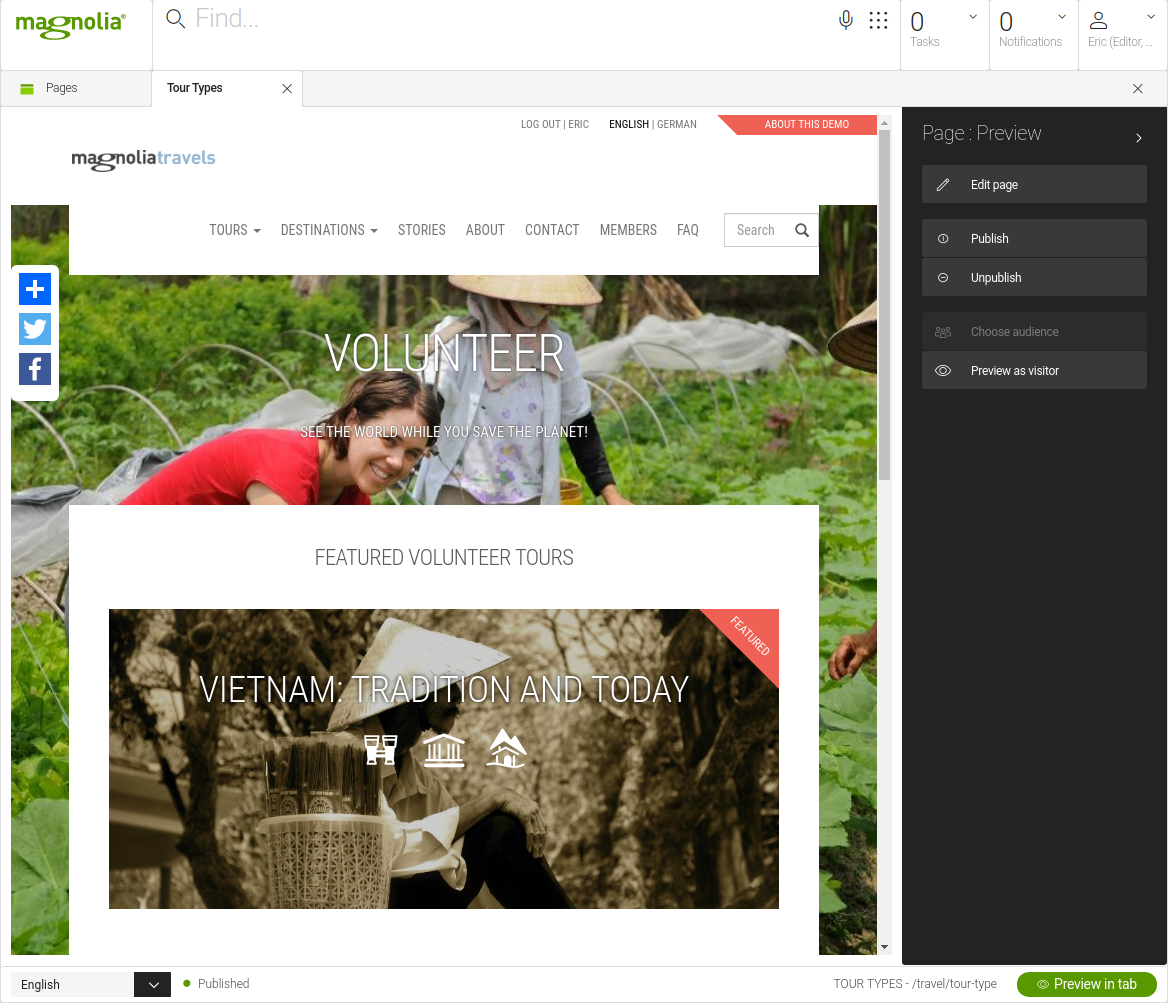 magnolia®
Find...
0
Tasks
0
Notifications
Eric (Editor, ...
Pages
Tour Types
LOG OUT | ERIC
ENGLISH | GERMAN
ABOUT THIS DEMO
magnoliatravels
TOURS
DESTINATIONS
STORIES
ABOUT
CONTACT
MEMBERS
FAQ
Search
VOLUNTEER
SEE THE WORLD WHILE YOU SAVE THE PLANET!
FEATURED VOLUNTEER TOURS
FEATURED
VIETNAM: TRADITION AND TODAY
Page : Preview
Edit page
Publish
Unpublish
Choose audience
Preview as visitor
English
Published
TOUR TYPES - /travel/tour-type
Preview in tab